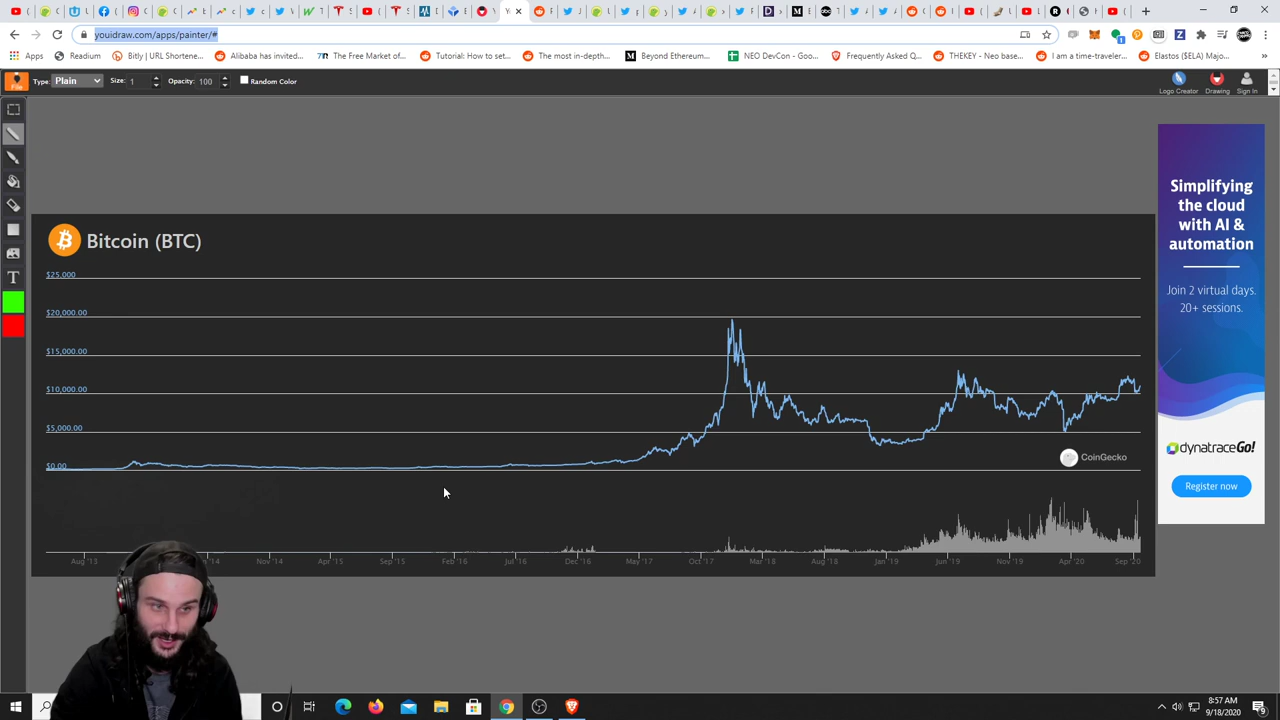 youidraw.com/apps/painter/#
Apps
Reddit
Bitly | URL Shortene...
Alibaba has invited...
The Free Market of...
Tutorial: How to set...
The most in-depth...
Beyond Ethereum...
NEO DevCon - Goo...
Frequently Asked Q...
THEKEY - Neo base...
I am a time-traveler...
Elastos ($ELA) Majo...
File
Type: Plain
Size: 1
Opacity: 100
Random Color
Logo Creator
Drawing
Sign In
Bitcoin (BTC)
$25,000
$20,000.00
$15,000.00
$10,000.00
$5,000.00
$0.00
CoinGecko
Aug '13
Nov '14
Apr '15
Sep '15
Feb '16
Jul '16
Dec '16
May '17
Oct '17
Mar '18
Aug '18
Jan '19
Jun '19
Nov '19
Apr '20
Sep '20
Simplifying
the cloud
with AI &
automation
Join 2 virtual days.
20+ sessions.
dynatraceGo!
Register now
8:57 AM
9/18/2020